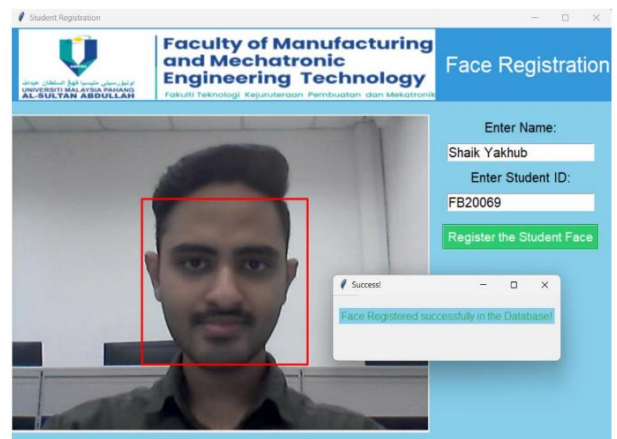 Student Registration
UNIVERSITI MALAYSIA PAHANG
AL-SULTAN ABDULLAH
Faculty of Manufacturing
and Mechatronic
Engineering Technology
Fakulti Teknologi Kejuruteraan Pembuatan dan Mekatronik
Face Registration
Enter Name:
Shaik Yakhub
Enter Student ID:
FB20069
Register the Student Face
Success!
Face Registered successfully in the Database!